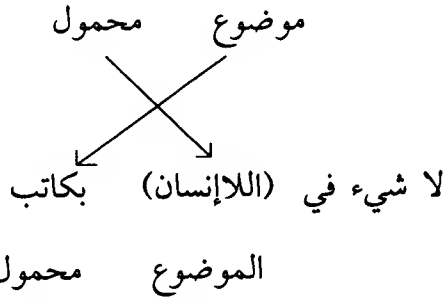 موضوع محمول
لا شيء في (اللاإنسان) بكاتب
الموضوع محمول